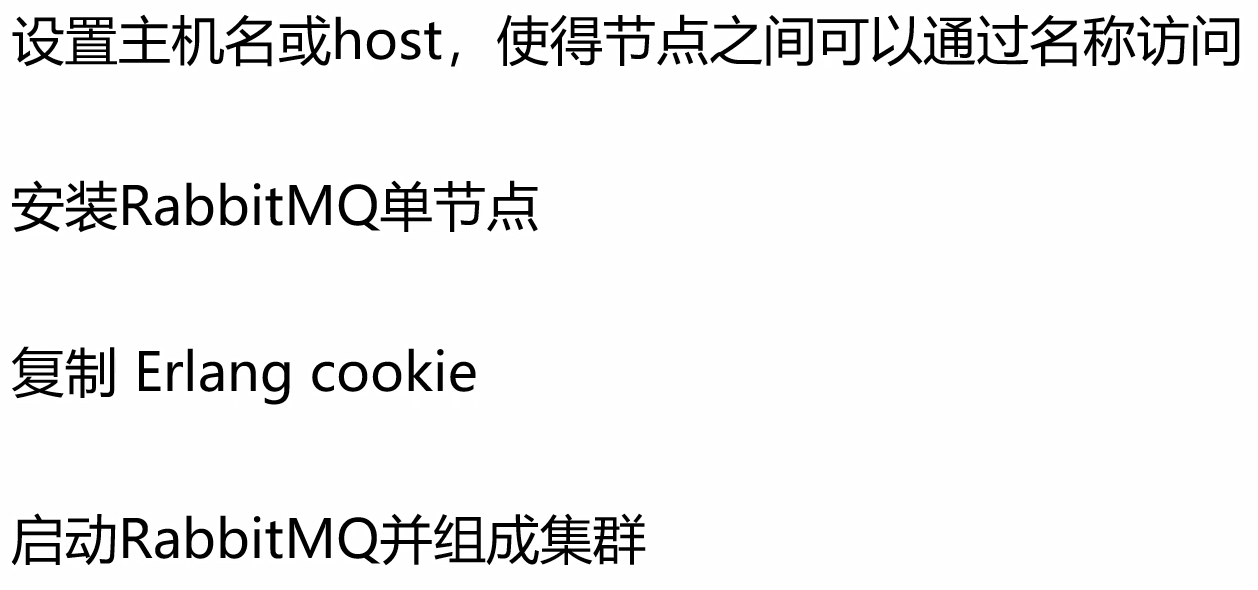 设置主机名或host，使得节点之间可以通过名称访问
安装RabbitMQ单节点
复制 Erlang cookie
启动RabbitMQ并组成集群